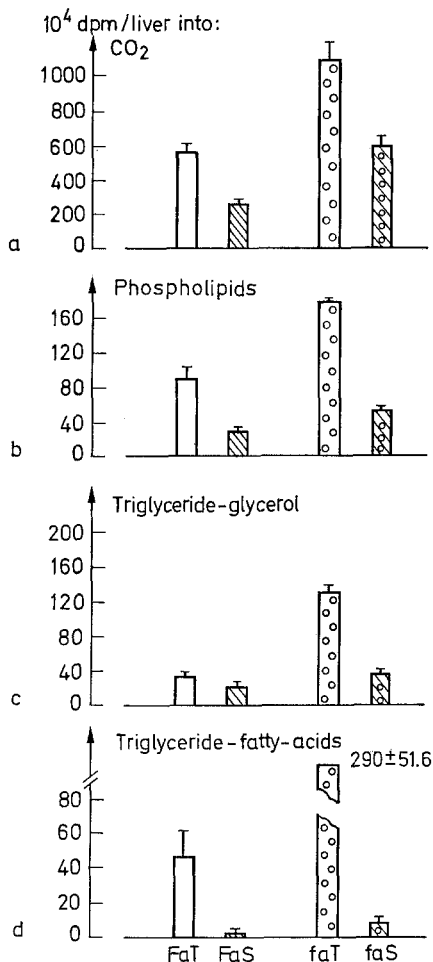 10⁴ dpm/liver into:
CO₂
1000
800
600
400
200
0
a
Phospholipids
160
120
80
40
0
b
Triglyceride-glycerol
200
160
120
80
40
0
c
Triglyceride-fatty-acids
290±51.6
80
60
40
20
0
d
FaT FaS faT faS